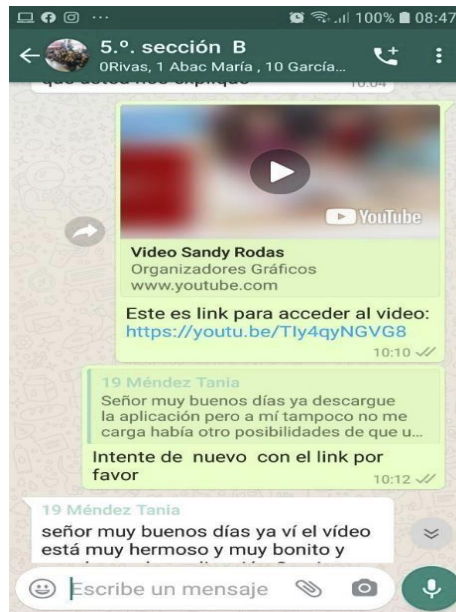 100% 08:47
5.º. sección B
0Rivas, 1 Abac María , 10 García...
10:04
YouTube
Video Sandy Rodas
Organizadores Gráficos
www.youtube.com
Este es link para acceder al video:
https://youtu.be/TIy4qyNGVG8
10:10
19 Méndez Tania
Señor muy buenos días ya descargue
la aplicación pero a mí tampoco no me
carga había otro posibilidades de que u...
Intente de nuevo con el link por
favor
10:12
19 Méndez Tania
señor muy buenos días ya ví el vídeo
está muy hermoso y muy bonito y
Escribe un mensaje